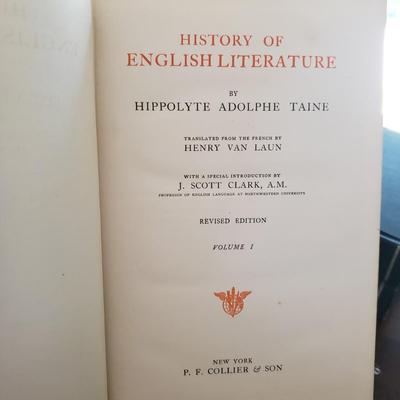 HISTORY OF
ENGLISH LITERATURE
BY
HIPPOLYTE ADOLPHE TAINE
TRANSLATED FROM THE FRENCH BY
HENRY VAN LAUN
WITH A SPECIAL INTRODUCTION BY
J. SCOTT CLARK, A.M.
PROFESSOR OF ENGLISH LANGUAGE AT NORTHWESTERN UNIVERSITY
REVISED EDITION
VOLUME I
NEW YORK
P. F. COLLIER & SON